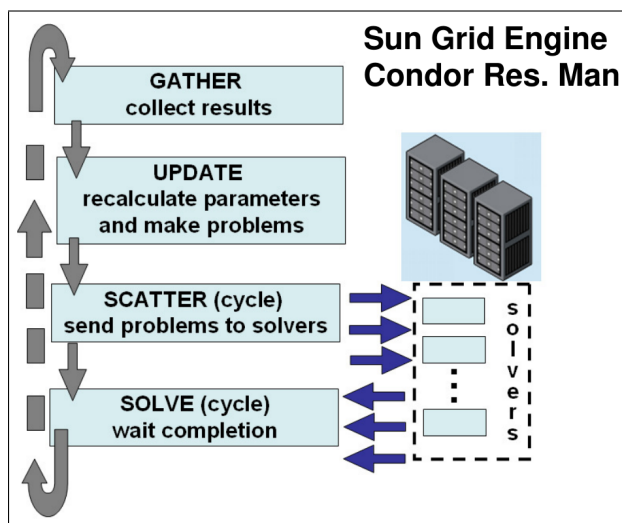 Sun Grid Engine
Condor Res. Man
GATHER
collect results
UPDATE
recalculate parameters
and make problems
SCATTER (cycle)
send problems to solvers
SOLVE (cycle)
wait completion
solvers